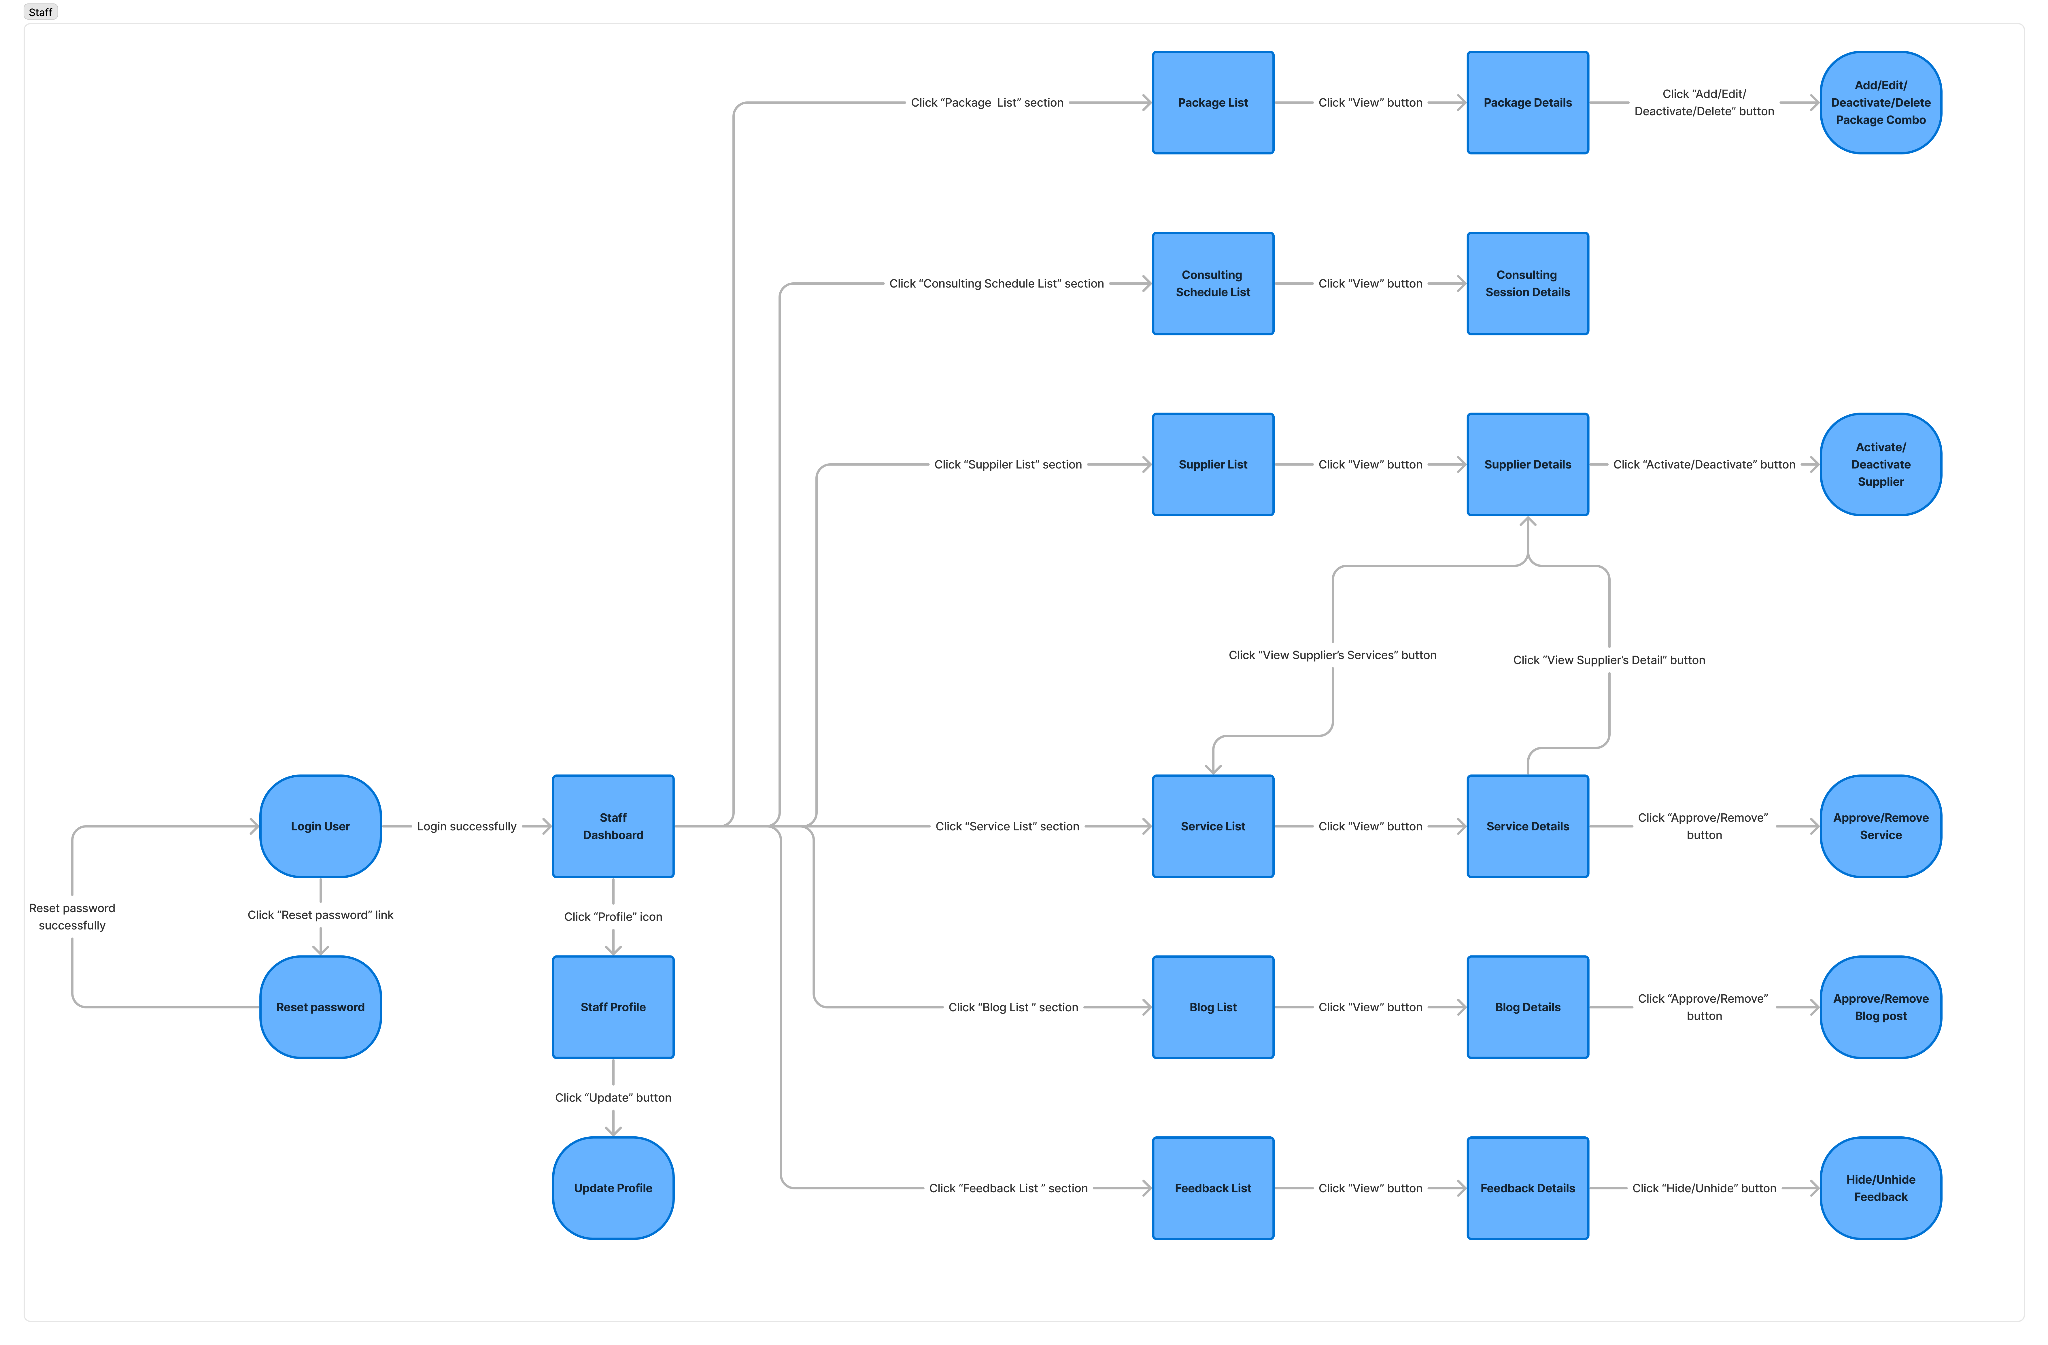 Staff
Click “Package  List” section
Package List
Click “View” button
Package Details
Click “Add/Edit/
Deactivate/Delete” button
Add/Edit/
Deactivate/Delete
Package Combo
Click “Consulting Schedule List” section
Consulting
Schedule List
Click “View” button
Consulting
Session Details
Click “Suppiler List” section
Supplier List
Click “View” button
Supplier Details
Click “Activate/Deactivate” button
Activate/
Deactivate
Supplier
Click “View Supplier’s Services” button
Click “View Supplier’s Detail” button
Login User
Login successfully
Staff
Dashboard
Click “Service List” section
Service List
Click “View” button
Service Details
Click “Approve/Remove”
button
Approve/Remove
Service
Reset password
successfully
Click “Reset password” link
Click “Profile” icon
Reset password
Staff Profile
Click “Blog List ” section
Blog List
Click “View” button
Blog Details
Click “Approve/Remove”
button
Approve/Remove
Blog post
Click “Update” button
Update Profile
Click “Feedback List ” section
Feedback List
Click “View” button
Feedback Details
Click “Hide/Unhide” button
Hide/Unhide
Feedback